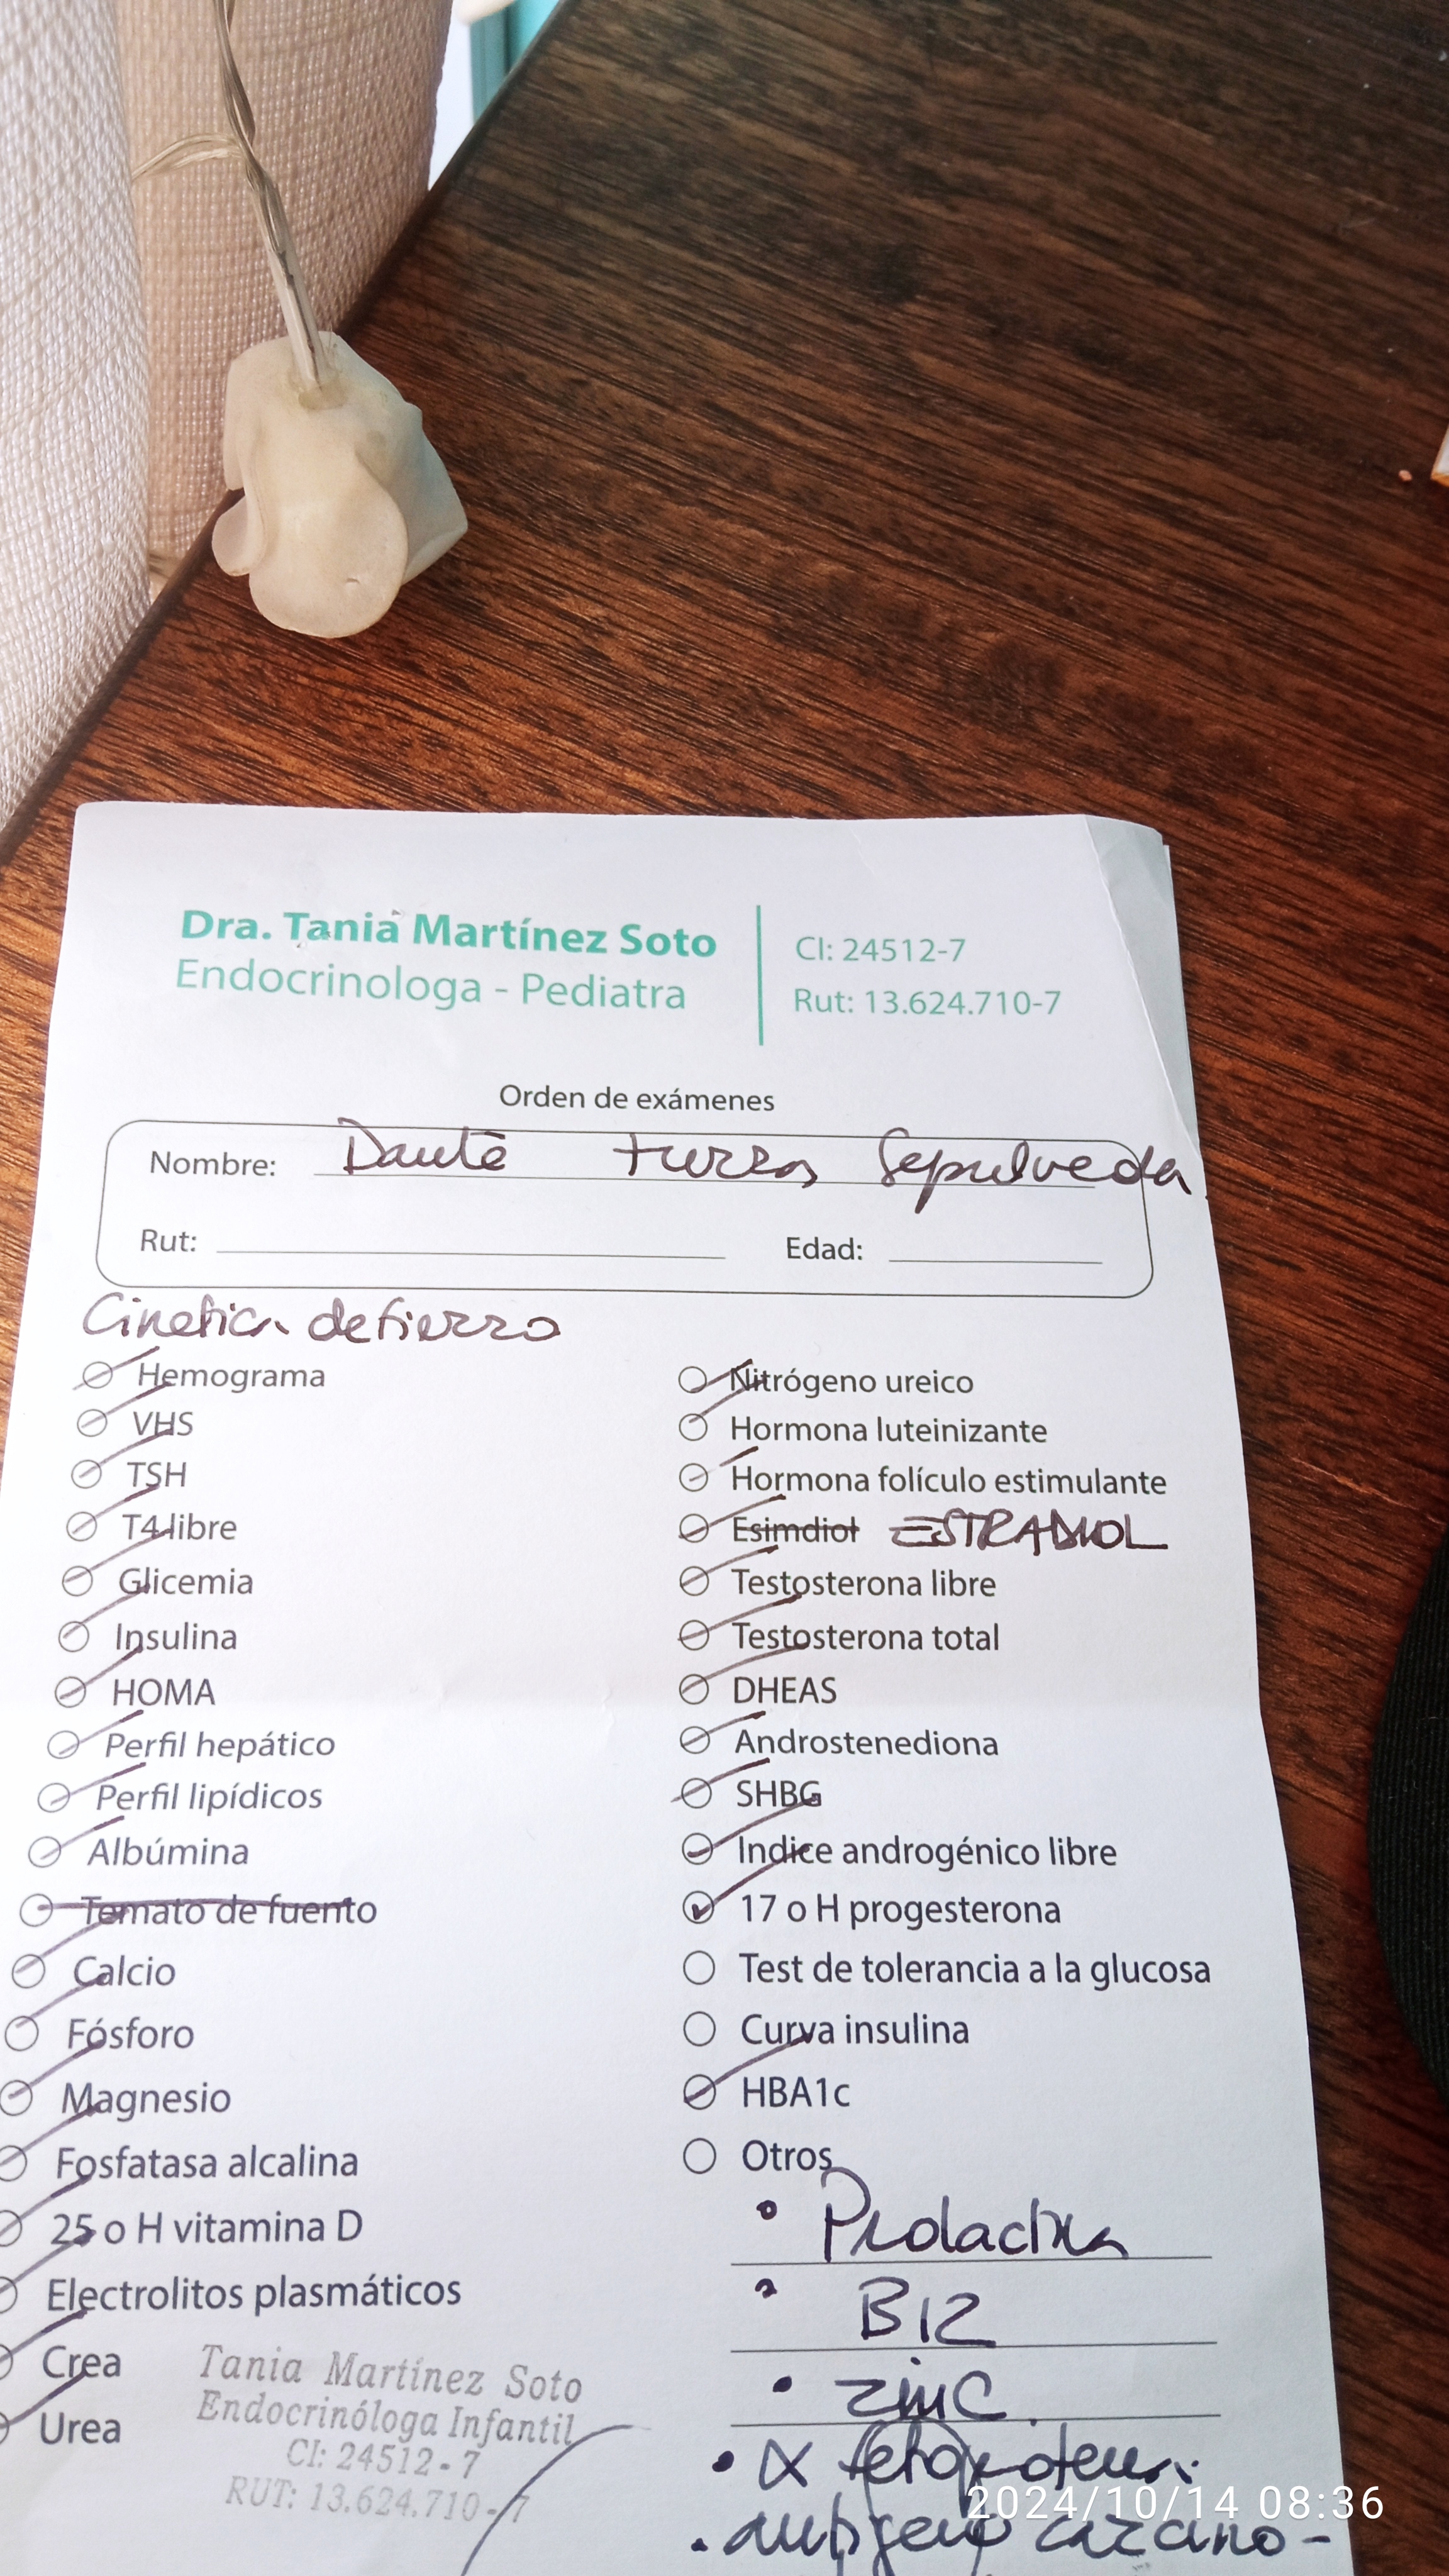 Dra. Tania Martínez Soto
Endocrinologa - Pediatra
CI: 24512-7
Rut: 13.624.710-7
Orden de exámenes
Nombre: Dante Sepulveda
Rut:
Edad:
Cinetica de fierro
Hemograma
VHS
TSH
T4 libre
Glicemia
Insulina
HOMA
Perfil hepático
Perfil lipídicos
Albúmina
Temato de fuento
Calcio
Fósforo
Magnesio
Fosfatasa alcalina
25 o H vitamina D
Electrolitos plasmáticos
Crea
Urea
Tania Martínez Soto
Endocrinóloga Infantil
CI: 24512-7
RUT: 13.624.710-7
Nitrógeno ureico
Hormona luteinizante
Hormona folículo estimulante
Esimdiol ESTRADIOL
Testosterona libre
Testosterona total
DHEAS
Androstenediona
SHBG
Indice androgénico libre
17 o H progesterona
Test de tolerancia a la glucosa
Curva insulina
HBA1c
Otros
• Prolactina
• B12
• zinc
• α fetoproteina
• antigeno carcino-
2024/10/14 08:36